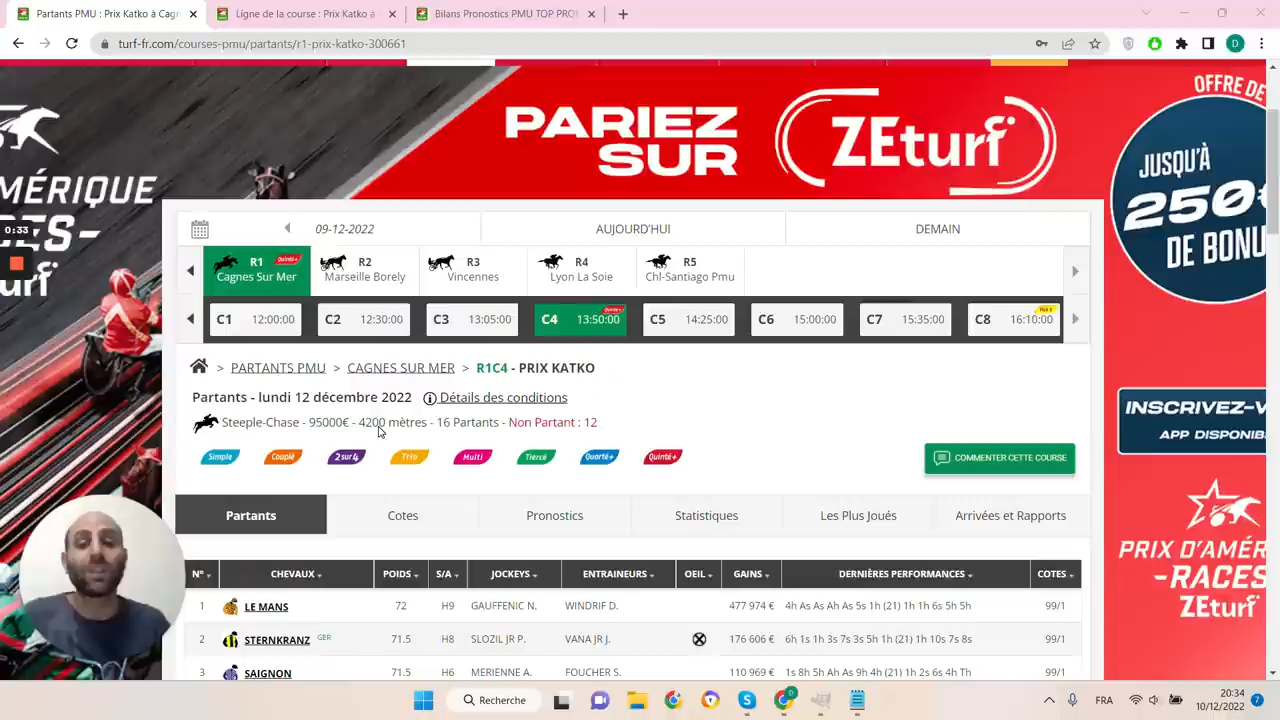 Partants PMU : Prix Katko à Cagn
Ligne de la course : Prix Katko à
Bilans Pronostics PMU TOP PRO
turf-fr.com/courses-pmu/partants/r1-prix-katko-300661
PARIEZ
SUR
ZEturf
OFFRE DE
JUSQU'À
250€
DE BONU
MÉRIQUE
ES-
turf
0:33
09-12-2022
AUJOURD'HUI
DEMAIN
R1 Quinté+
Cagnes Sur Mer
R2
Marseille Borely
R3
Vincennes
R4
Lyon La Soie
R5
Chl-Santiago Pmu
C1 12:00:00
C2 12:30:00
C3 13:05:00
C4 13:50:00 Quinté+
C5 14:25:00
C6 15:00:00
C7 15:35:00
C8 16:10:00
> PARTANTS PMU > CAGNES SUR MER > R1C4 - PRIX KATKO
Partants - lundi 12 décembre 2022 Détails des conditions
Steeple-Chase - 95000€ - 4200 mètres - 16 Partants - Non Partant : 12
Simple Couplé 2sur4 Trio Multi Tiercé Quarté+ Quinté+
COMMENTER CETTE COURSE
INSCRIVEZ-V
APP DISPONIB
PRIX D'AMÉR
-RACES
ZEturf
Partants Cotes Pronostics Statistiques Les Plus Joués Arrivées et Rapports
N° CHEVAUX POIDS S/A JOCKEYS ENTRAINEURS OEIL GAINS DERNIÈRES PERFORMANCES COTES
1 LE MANS 72 H9 GAUFFENIC N. WINDRIF D. 477 974 € 4h As Ah As 5s 1h (21) 1h 1h 6s 5h 5h 99/1
2 STERNKRANZ GER 71.5 H8 SLOZIL JR P. VANA JR J. 176 606 € 6h 1s 1h 3s 7s 3s 5h 1h (21) 1h 10s 7s 8s 99/1
3 SAIGNON 71.5 H6 MERIENNE A. FOUCHER S. 110 969 € 1s 8h 5h Ah As 9h 4h (21) 1h 2s 6s 4h Th 99/1
Recherche
FRA
20:34
10/12/2022
7